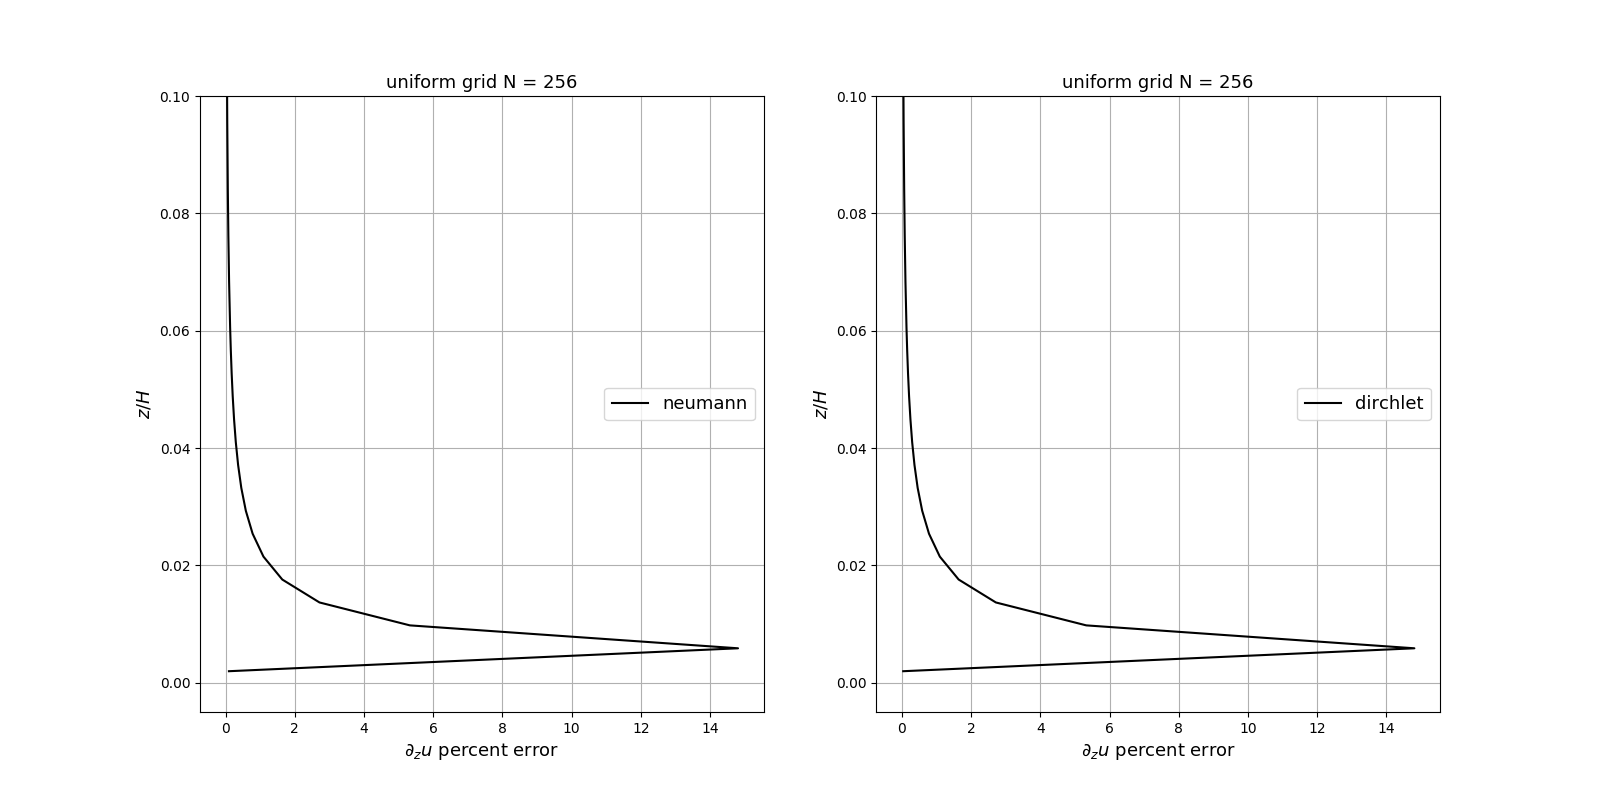 uniform grid N = 256
0.10
0.08
0.06
0.04
0.02
0.00
z/H
neumann
0 2 4 6 8 10 12 14
∂zu percent error
uniform grid N = 256
0.10
0.08
0.06
0.04
0.02
0.00
z/H
dirchlet
0 2 4 6 8 10 12 14
∂zu percent error